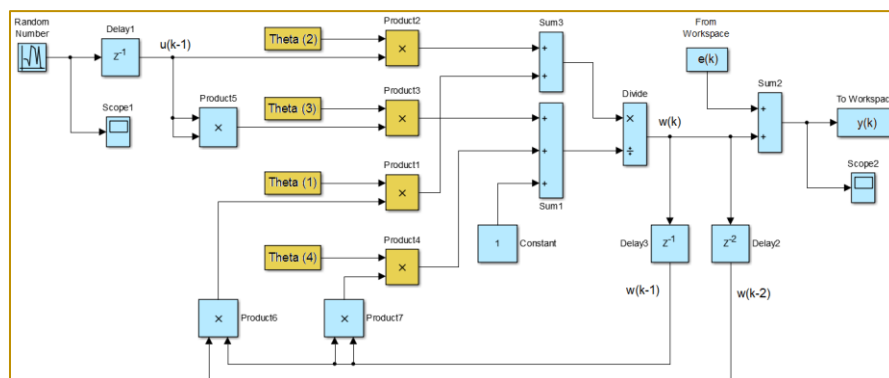 Random
Number
Delay1
z⁻¹
u(k-1)
Scope1
Product5
×
Theta (2)
Product2
×
Theta (3)
Product3
×
Theta (1)
Product1
×
Theta (4)
Product4
×
Product6
×
Product7
×
Sum3
+
+
+
+
+
Sum1
1
Constant
Divide
×
÷
w(k)
From
Workspace
e(k)
Sum2
+
+
To Workspac
y(k)
Scope2
Delay3
z⁻¹
z⁻²
Delay2
w(k-1)
w(k-2)